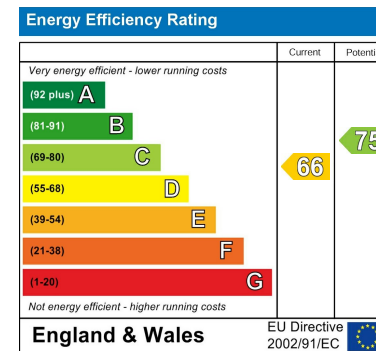 Energy Efficiency Rating
Current Potenti
Very energy efficient - lower running costs
(92 plus) A
(81-91) B
(69-80) C
(55-68) D
(39-54) E
(21-38) F
(1-20) G
66
75
Not energy efficient - higher running costs
England & Wales
EU Directive
2002/91/EC